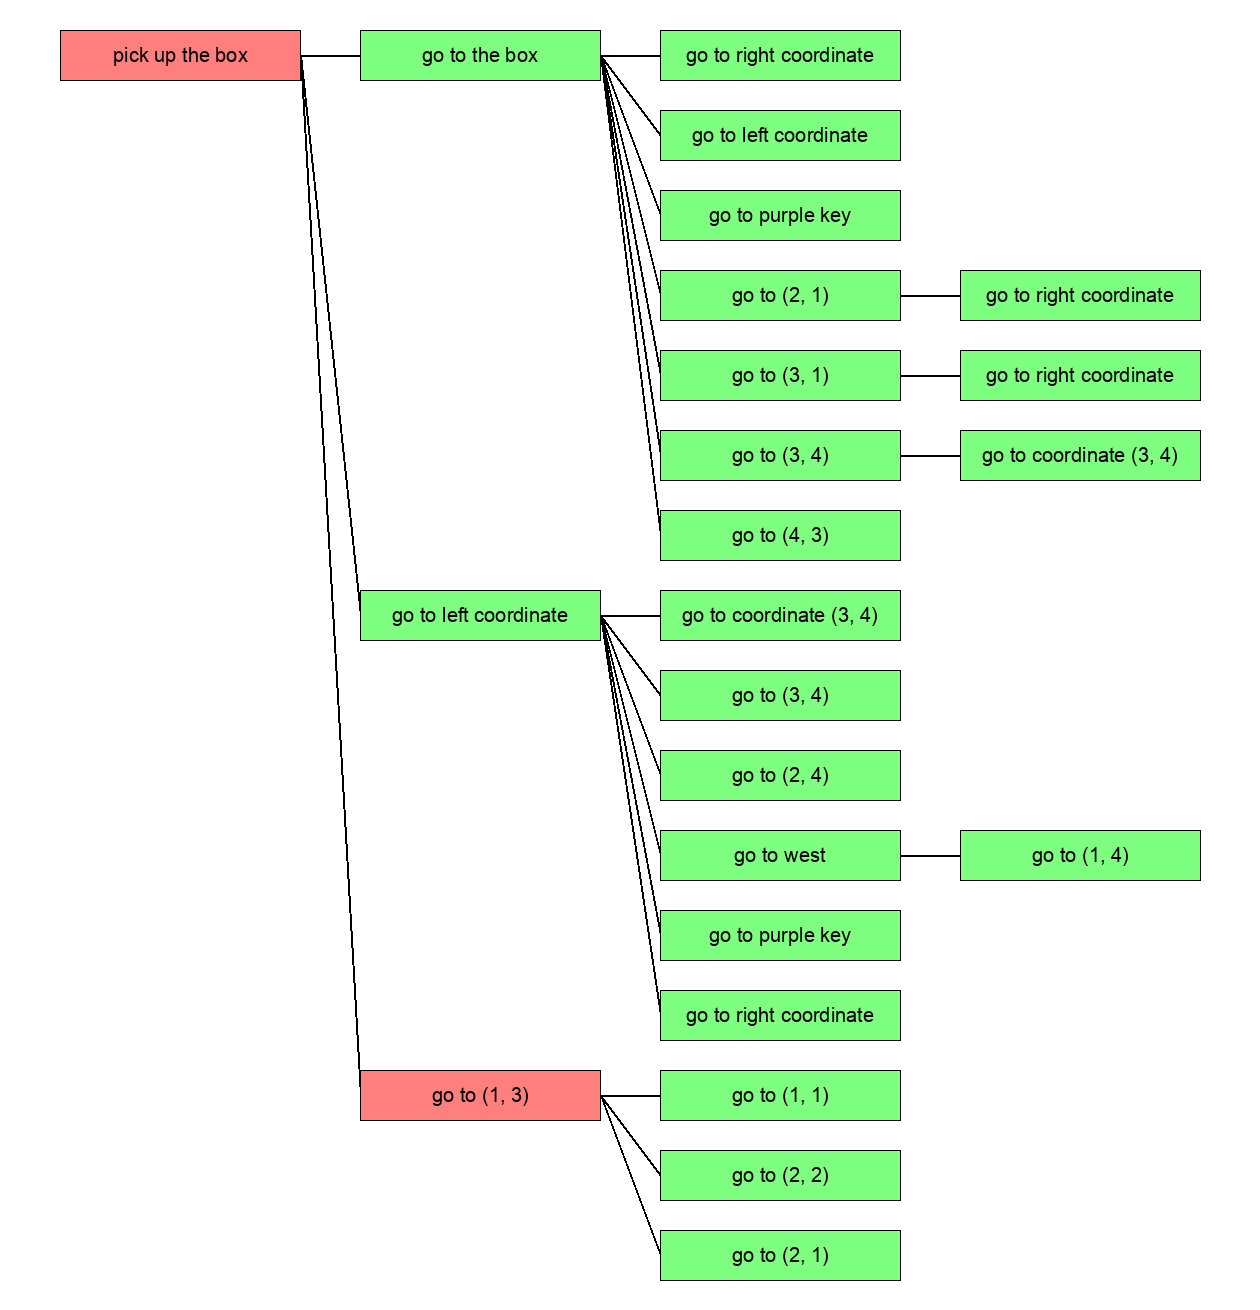 pick up the box
go to the box
go to right coordinate
go to left coordinate
go to purple key
go to (2, 1)
go to right coordinate
go to (3, 1)
go to right coordinate
go to (3, 4)
go to coordinate (3, 4)
go to (4, 3)
go to left coordinate
go to coordinate (3, 4)
go to (3, 4)
go to (2, 4)
go to west
go to (1, 4)
go to purple key
go to right coordinate
go to (1, 3)
go to (1, 1)
go to (2, 2)
go to (2, 1)